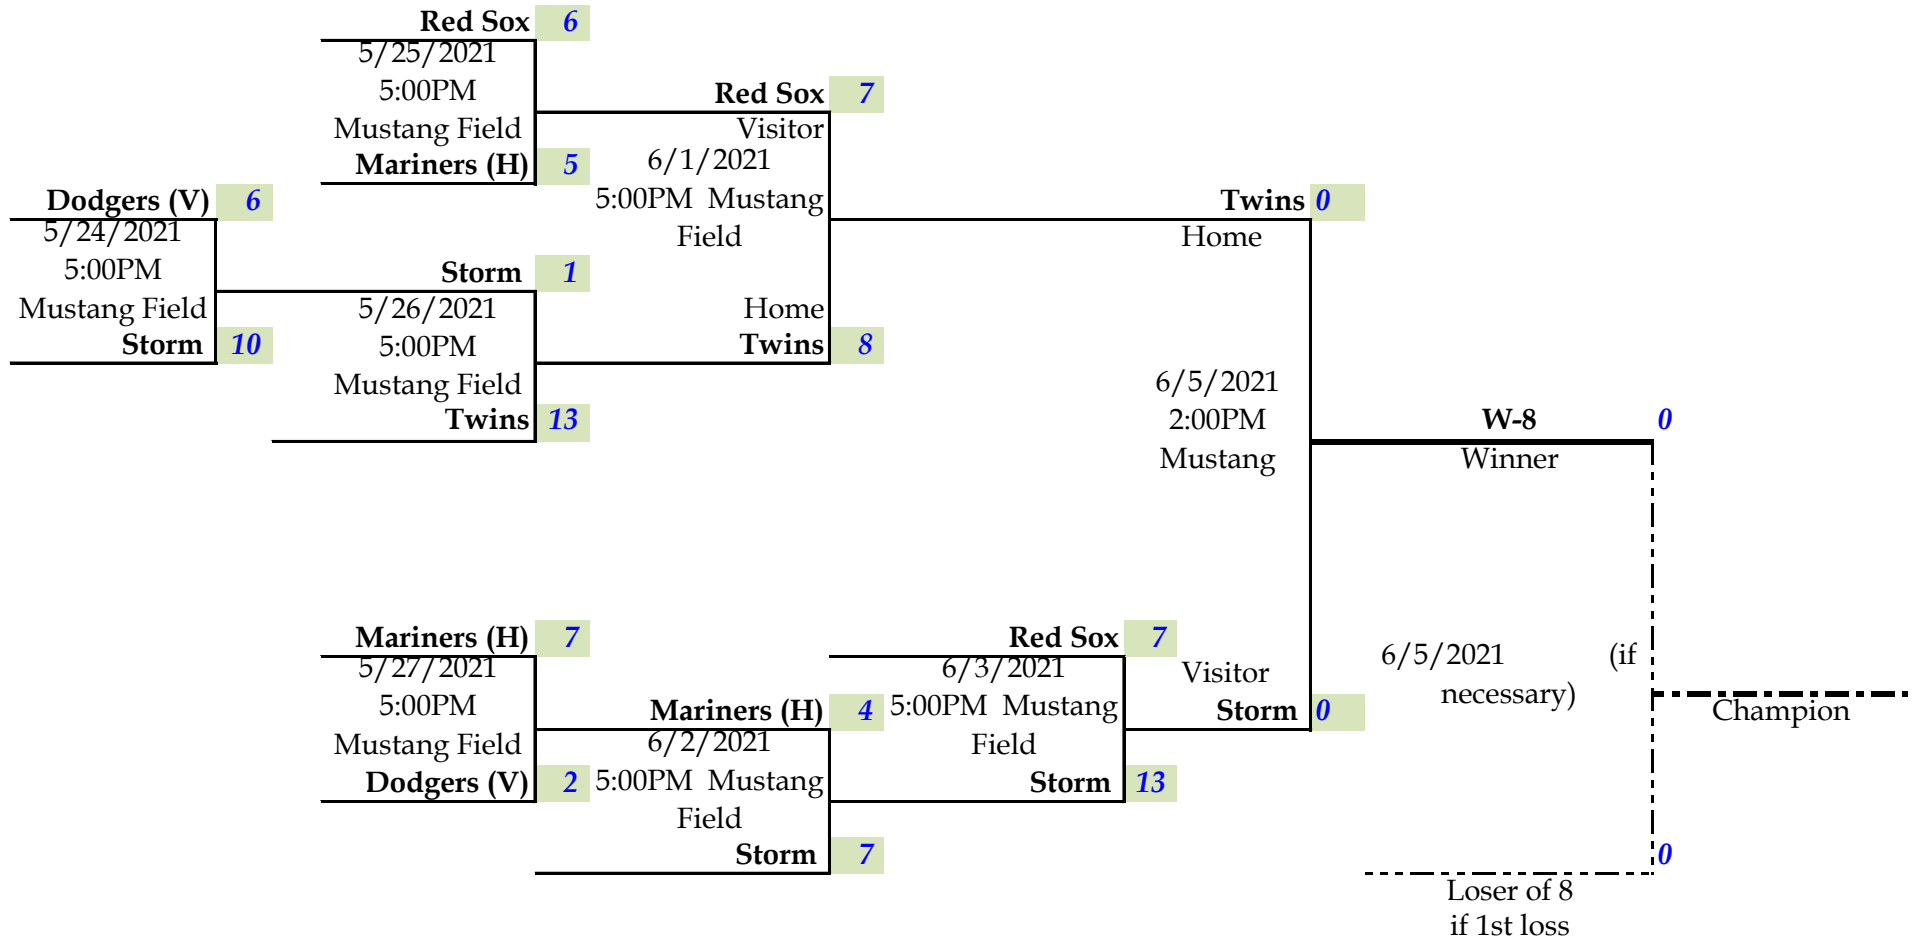 Red Sox 6
5/25/2021
5:00PM
Mustang Field
Mariners (H) 5
Red Sox 7
Visitor
6/1/2021
5:00PM Mustang
Field
Home
Twins 8
Dodgers (V) 6
5/24/2021
5:00PM
Mustang Field
Storm 10
Storm 1
5/26/2021
5:00PM
Mustang Field
Twins 13
Twins 0
Home
6/5/2021
2:00PM
Mustang
Visitor
Storm 0
W-8 0
Winner
Mariners (H) 7
5/27/2021
5:00PM
Mustang Field
Dodgers (V) 2
Mariners (H) 4
6/2/2021
5:00PM Mustang
Field
Storm 7
Red Sox 7
6/3/2021
5:00PM Mustang
Field
Storm 13
6/5/2021 (if
necessary)
Champion
0
Loser of 8
if 1st loss